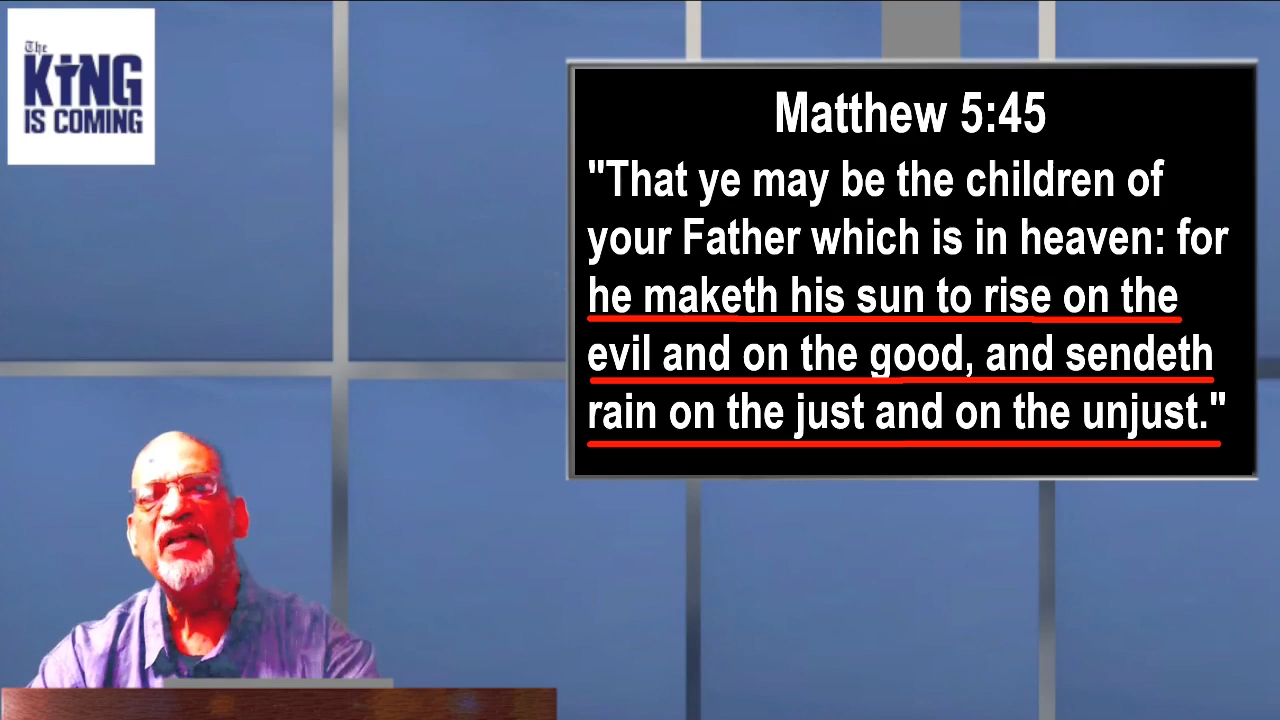 The
KING
IS COMING
Matthew 5:45
"That ye may be the children of
your Father which is in heaven: for
he maketh his sun to rise on the
evil and on the good, and sendeth
rain on the just and on the unjust."